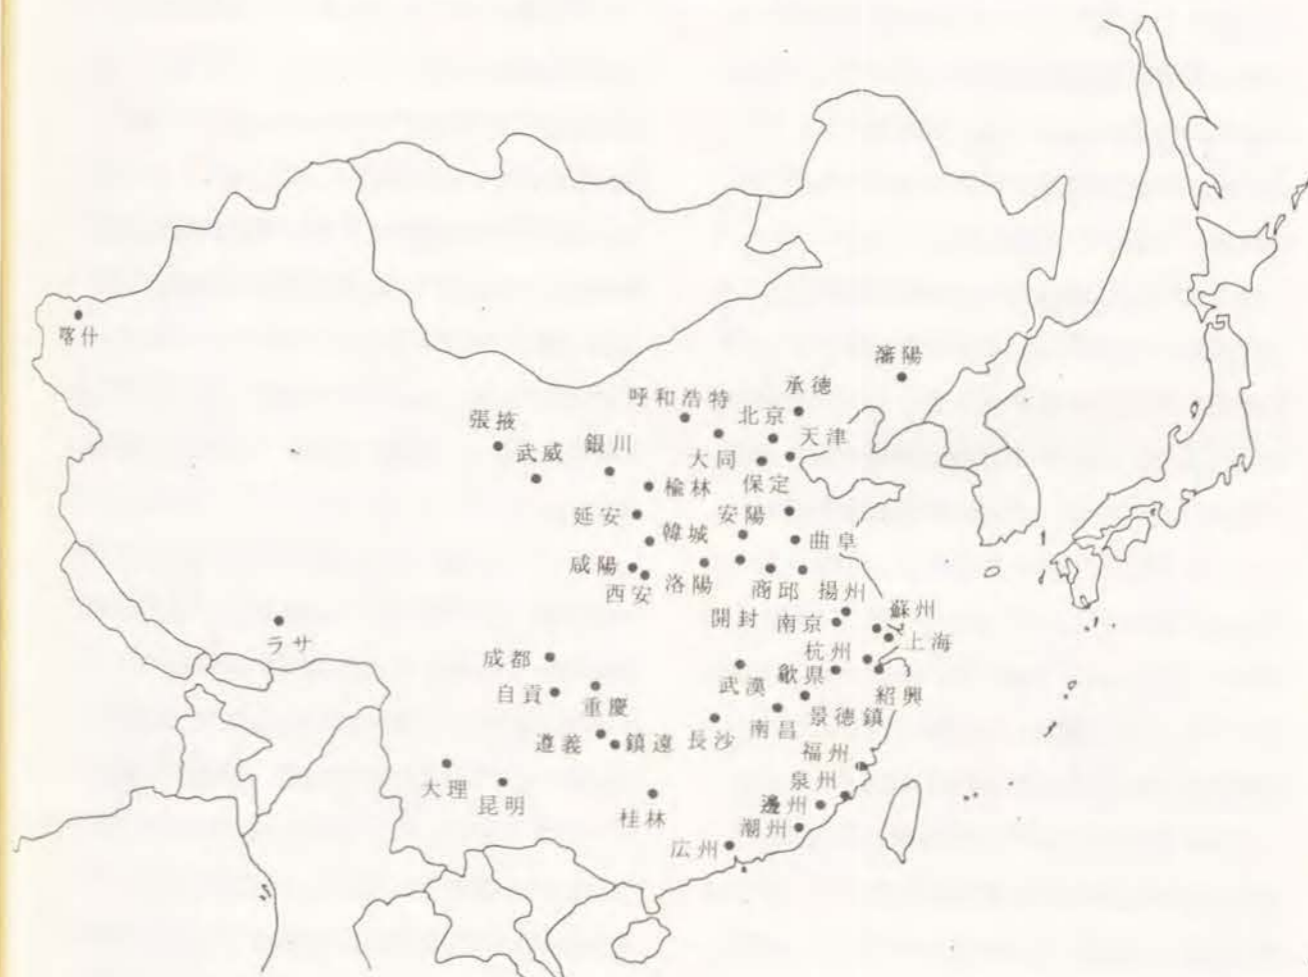 瀋陽
承徳
呼和浩特
北京
張掖
天津
銀川
武威
大同
楡林
保定
延安
安陽
韓城
曲阜
咸陽
洛陽
西安
商邱
揚州
蘇州
開封
南京
上海
杭州
成都
歙県
武漢
自貢
紹興
重慶
景徳鎮
南昌
遵義
鎮遠
長沙
福州
泉州
大理
昆明
桂林
潮州
広州
喀什
ラサ